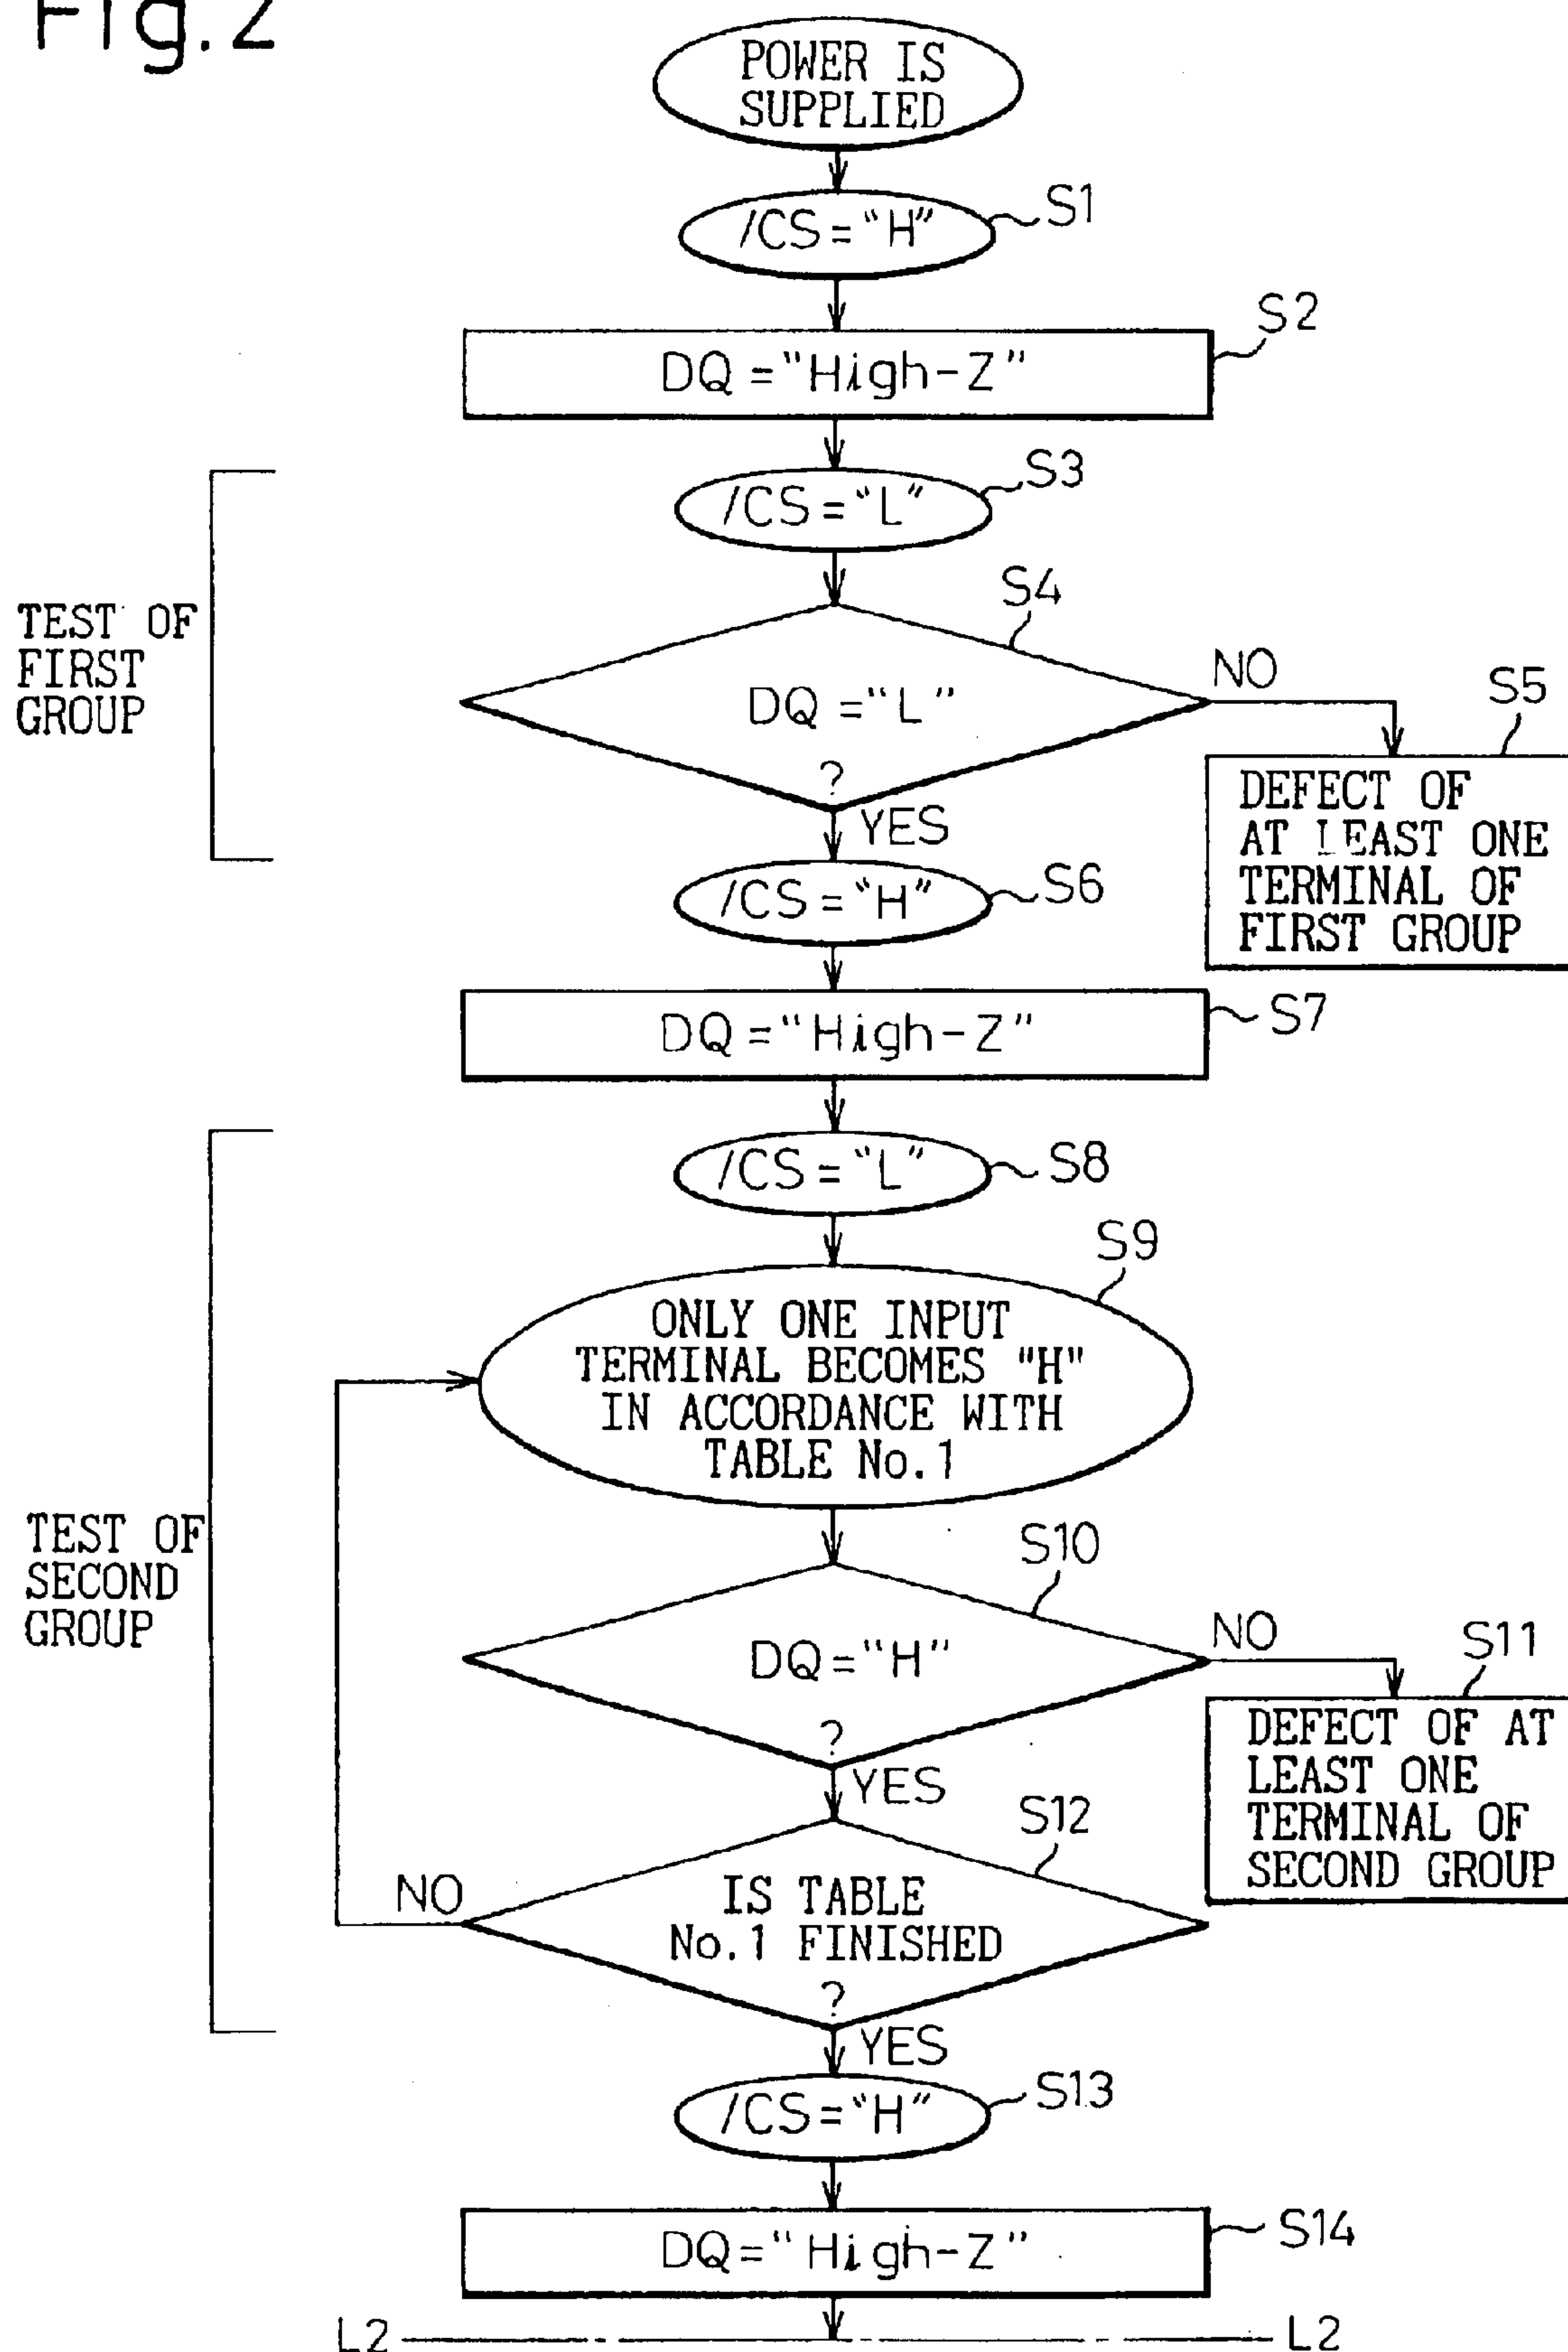 Fig.2
POWER IS
SUPPLIED
/CS="H"
S1
DQ="High-Z"
S2
/CS="L"
S3
TEST OF
FIRST
GROUP
S4
DQ="L"
?
NO
YES
S5
DEFECT OF
AT LEAST ONE
TERMINAL OF
FIRST GROUP
/CS="H"
S6
DQ="High-Z"
S7
/CS="L"
S8
S9
ONLY ONE INPUT
TERMINAL BECOMES "H"
IN ACCORDANCE WITH
TABLE No.1
TEST OF
SECOND
GROUP
S10
DQ="H"
?
NO
YES
S11
DEFECT OF AT
LEAST ONE
TERMINAL OF
SECOND GROUP
S12
IS TABLE
No.1 FINISHED
?
NO
YES
/CS="H"
S13
DQ="High-Z"
S14
L2
L2